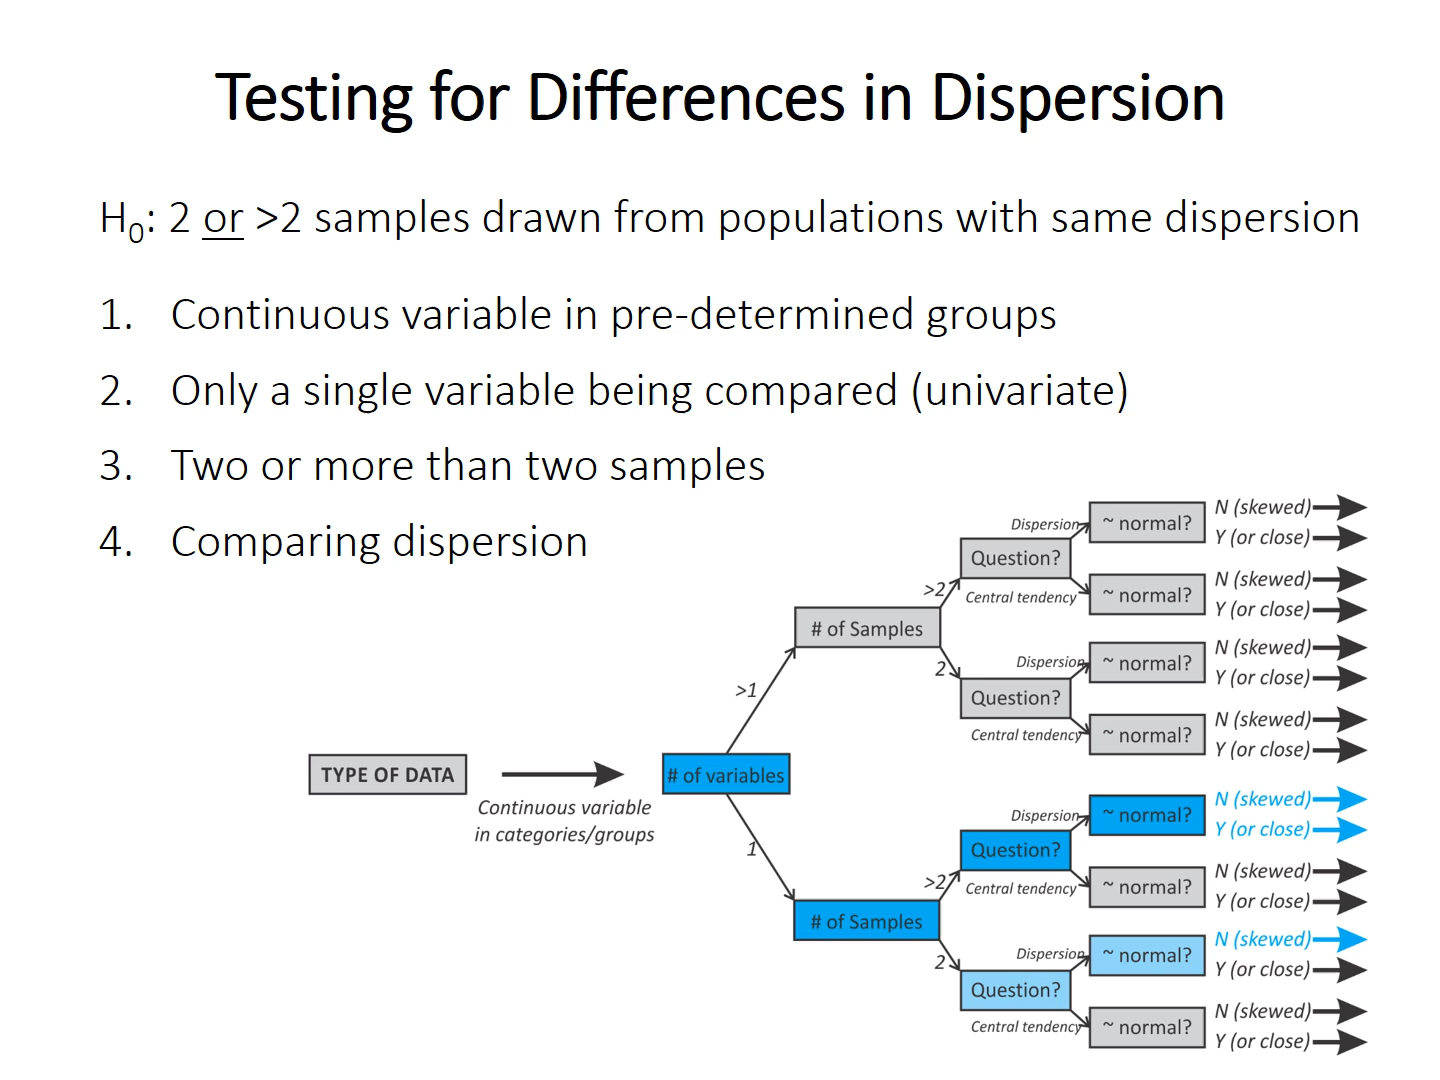 Testing for Differences in Dispersion
H0: 2 or >2 samples drawn from populations with same dispersion
1. Continuous variable in pre-determined groups
2. Only a single variable being compared (univariate)
3. Two or more than two samples
4. Comparing dispersion
TYPE OF DATA
Continuous variable
in categories/groups
# of variables
>1
# of Samples
>2
Question?
Dispersion
~ normal?
N (skewed)
Y (or close)
Central tendency
~ normal?
N (skewed)
Y (or close)
2
Question?
Dispersion
~ normal?
N (skewed)
Y (or close)
Central tendency
~ normal?
N (skewed)
Y (or close)
1
# of Samples
>2
Question?
Dispersion
~ normal?
N (skewed)
Y (or close)
Central tendency
~ normal?
N (skewed)
Y (or close)
2
Question?
Dispersion
~ normal?
N (skewed)
Y (or close)
Central tendency
~ normal?
N (skewed)
Y (or close)